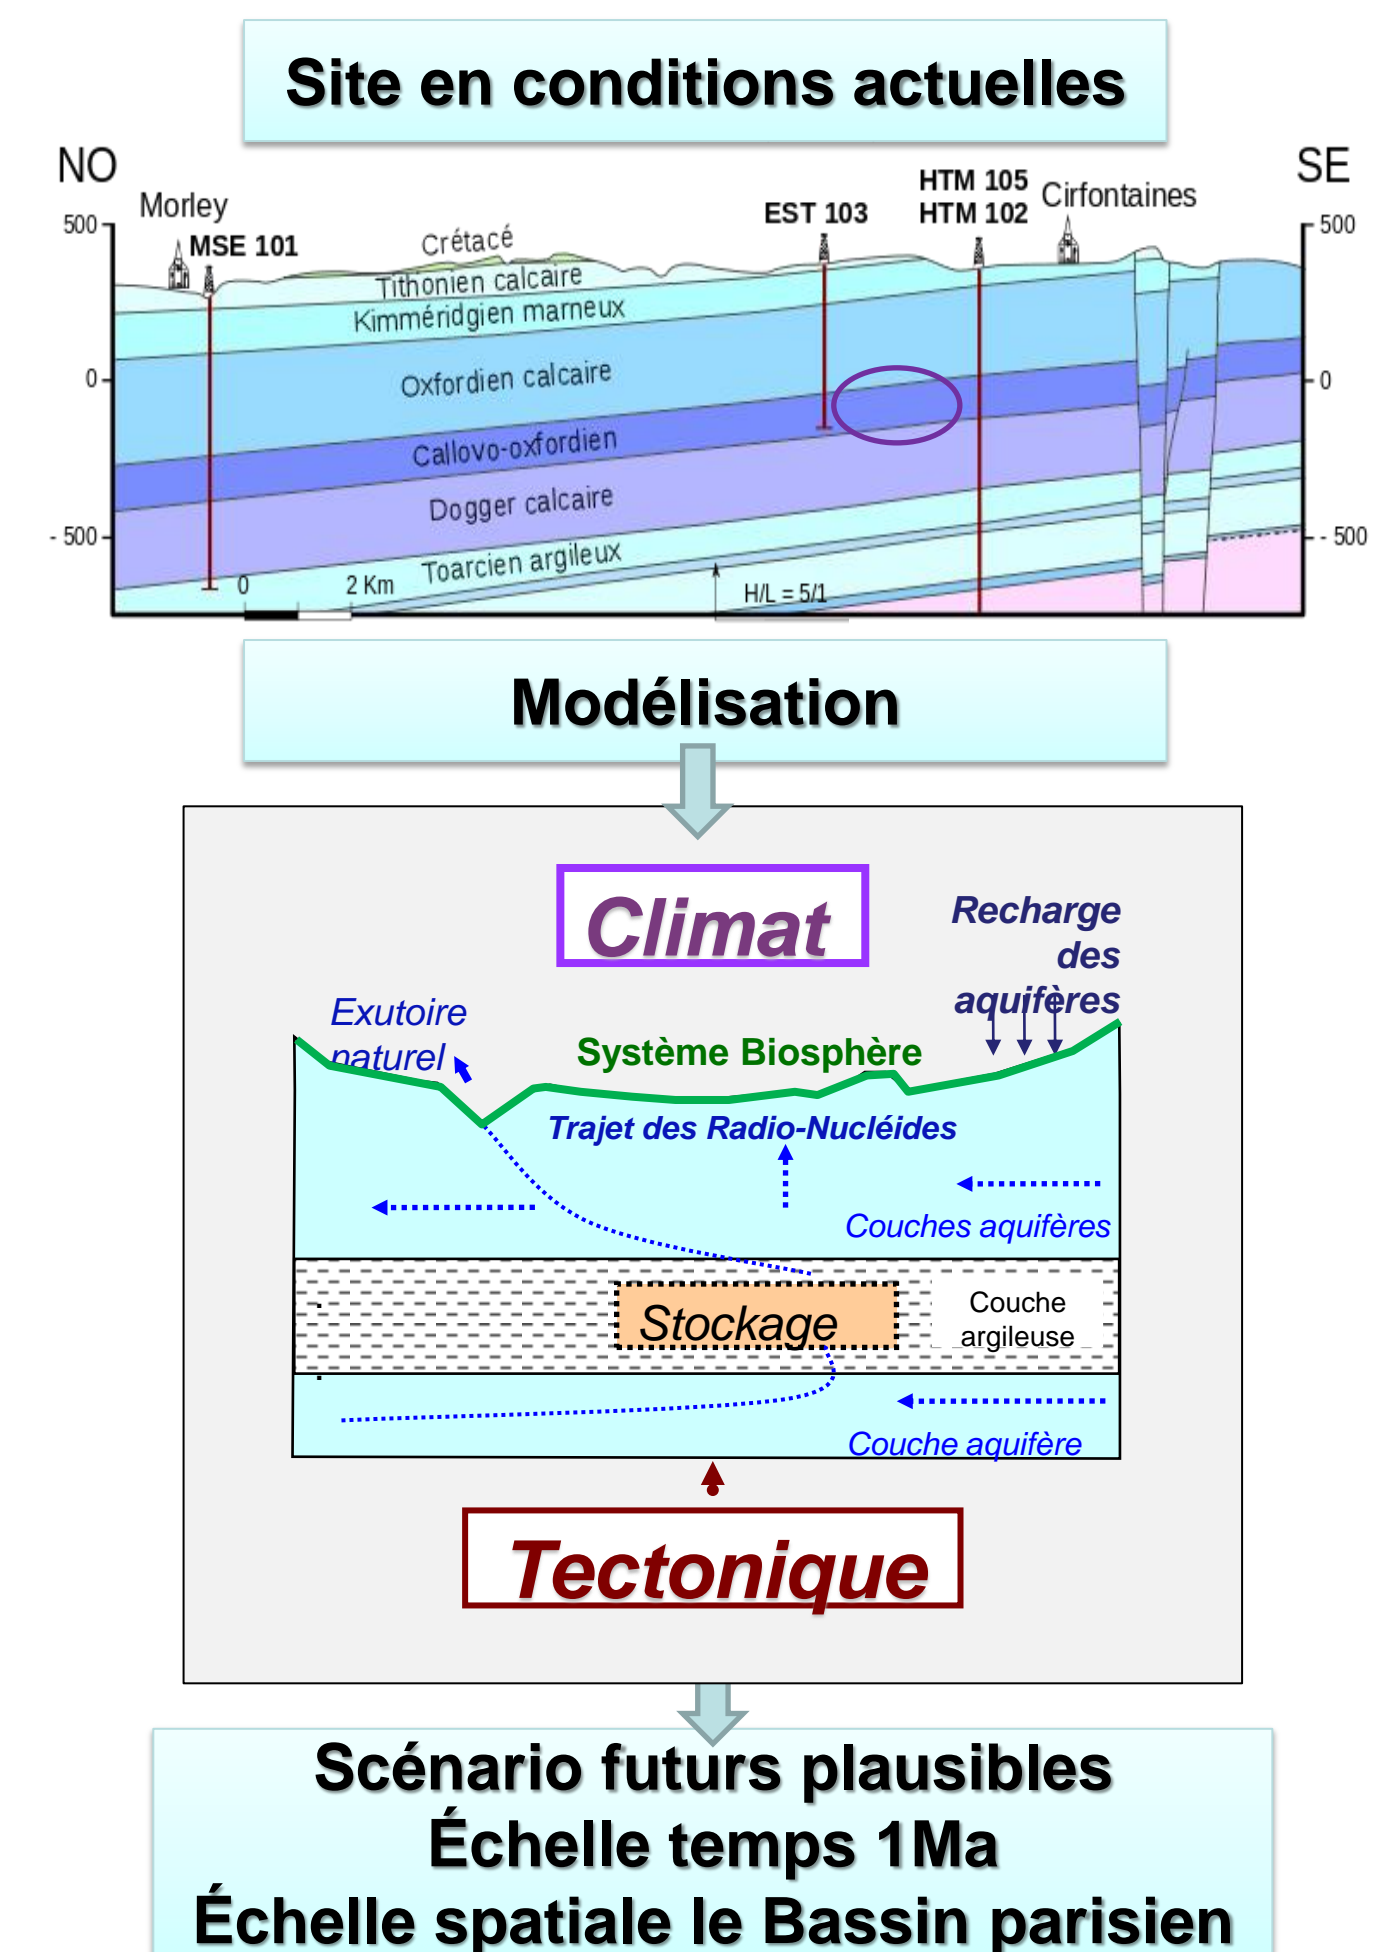 Site en conditions actuelles
NO
SE
Morley
MSE 101
Crétacé
EST 103
HTM 105
HTM 102
Cirfontaines
500
500
Tithonien calcaire
Kimméridgien marneux
0
0
Oxfordien calcaire
Callovo-oxfordien
Dogger calcaire
- 500
- 500
Toarcien argileux
0
2 Km
H/L = 5/1
Modélisation
Climat
Recharge
des
aquifères
Exutoire
naturel
Système Biosphère
Trajet des Radio-Nucléides
Couches aquifères
Stockage
Couche
argileuse
Couche aquifère
Tectonique
Scénario futurs plausibles
Échelle temps 1Ma
Échelle spatiale le Bassin parisien